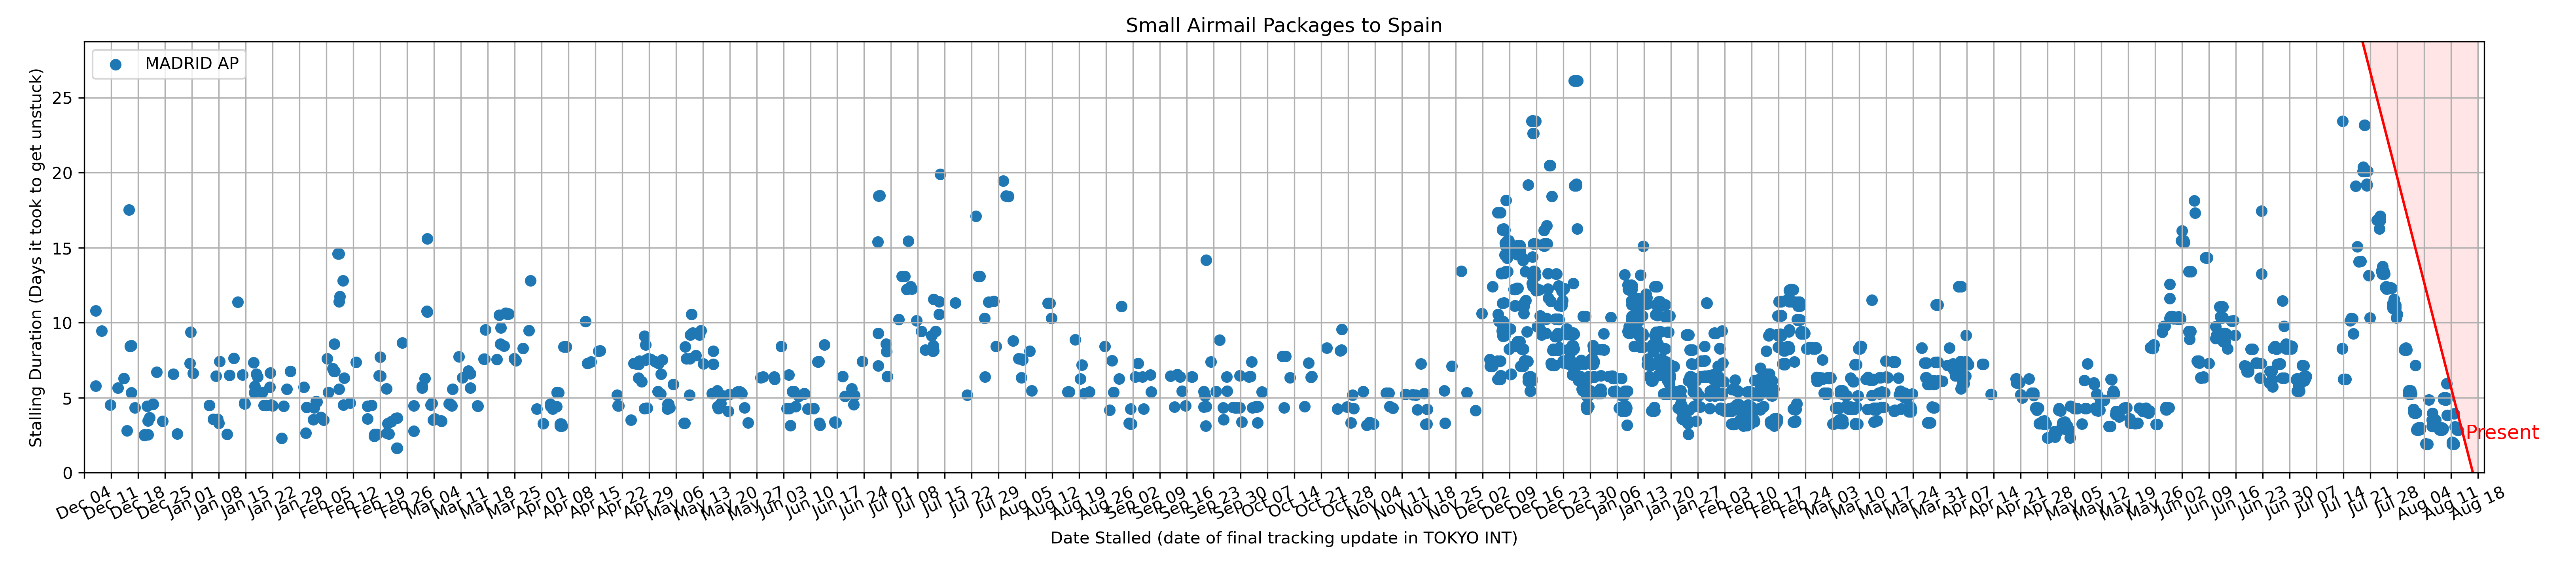 Small Airmail Packages to Spain
MADRID AP
Stalling Duration (Days it took to get unstuck)
25
20
15
10
5
0
Present
Dec 04
Dec 11
Dec 18
Dec 25
Jan 01
Jan 08
Jan 15
Jan 22
Jan 29
Feb 05
Feb 12
Feb 19
Feb 26
Mar 04
Mar 11
Mar 18
Mar 25
Apr 01
Apr 08
Apr 15
Apr 22
Apr 29
May 06
May 13
May 20
May 27
Jun 03
Jun 10
Jun 17
Jun 24
Jul 01
Jul 08
Jul 15
Jul 22
Jul 29
Aug 05
Aug 12
Aug 19
Aug 26
Sep 02
Sep 09
Sep 16
Sep 23
Sep 30
Oct 07
Oct 14
Oct 21
Oct 28
Nov 04
Nov 11
Nov 18
Nov 25
Dec 02
Dec 09
Dec 16
Dec 23
Dec 30
Jan 06
Jan 13
Jan 20
Jan 27
Feb 03
Feb 10
Feb 17
Feb 24
Mar 03
Mar 10
Mar 17
Mar 24
Mar 31
Apr 07
Apr 14
Apr 21
Apr 28
May 05
May 12
May 19
May 26
Jun 02
Jun 09
Jun 16
Jun 23
Jun 30
Jul 07
Jul 14
Jul 21
Jul 28
Aug 04
Aug 11
Aug 18
Date Stalled (date of final tracking update in TOKYO INT)